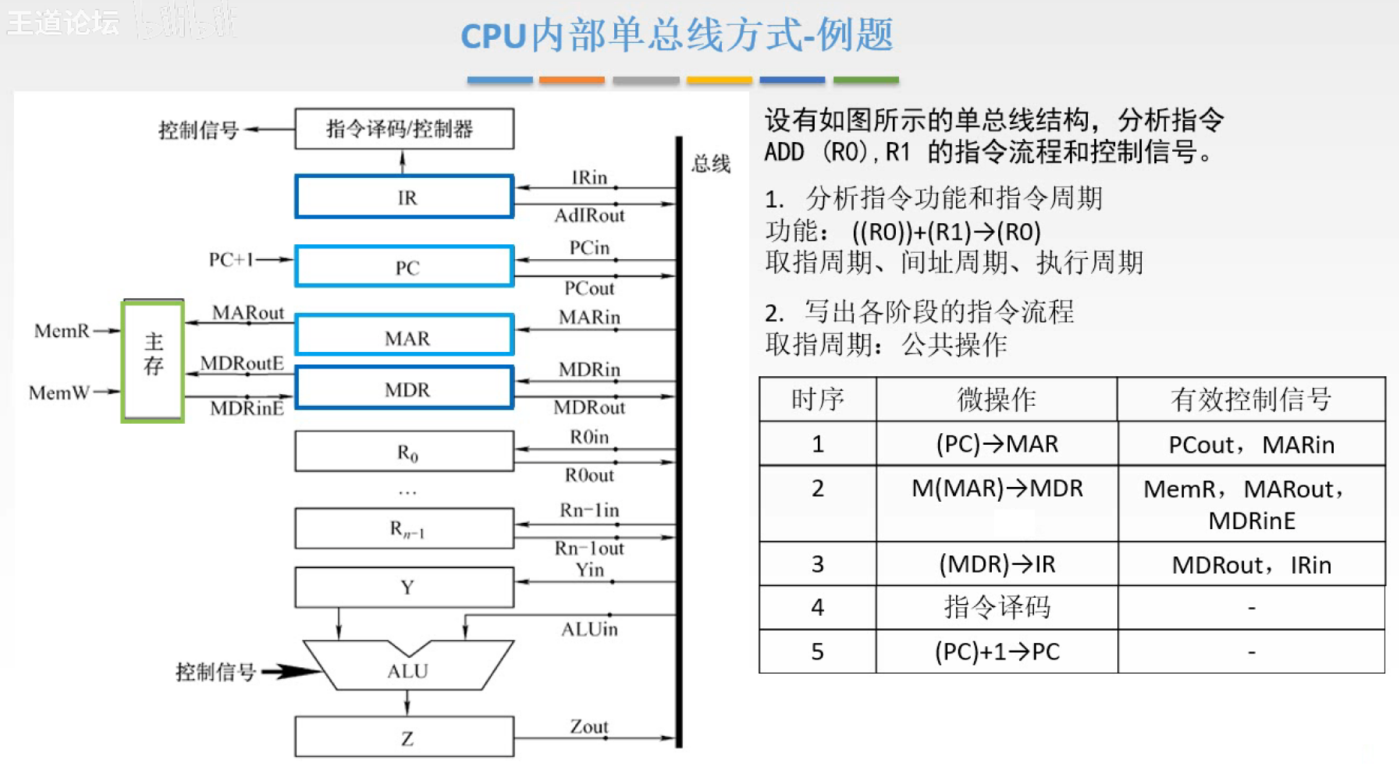 王道论坛 bilibili
CPU内部单总线方式-例题
控制信号
指令译码/控制器
总线
IR
IRin
AdIRout
PC+1
PC
PCin
PCout
MemR
MemW
主存
MARout
MAR
MARin
MDRoutE
MDRinE
MDR
MDRin
MDRout
R0
R0in
R0out
...
Rn-1
Rn-1in
Rn-1out
Y
Yin
ALUin
控制信号
ALU
Z
Zout
设有如图所示的单总线结构，分析指令
ADD (R0),R1 的指令流程和控制信号。
1. 分析指令功能和指令周期
功能： ((R0))+(R1)→(R0)
取指周期、间址周期、执行周期
2. 写出各阶段的指令流程
取指周期：公共操作
时序 微操作 有效控制信号
1 (PC)→MAR PCout，MARin
2 M(MAR)→MDR MemR，MARout，
MDRinE
3 (MDR)→IR MDRout，IRin
4 指令译码 -
5 (PC)+1→PC -